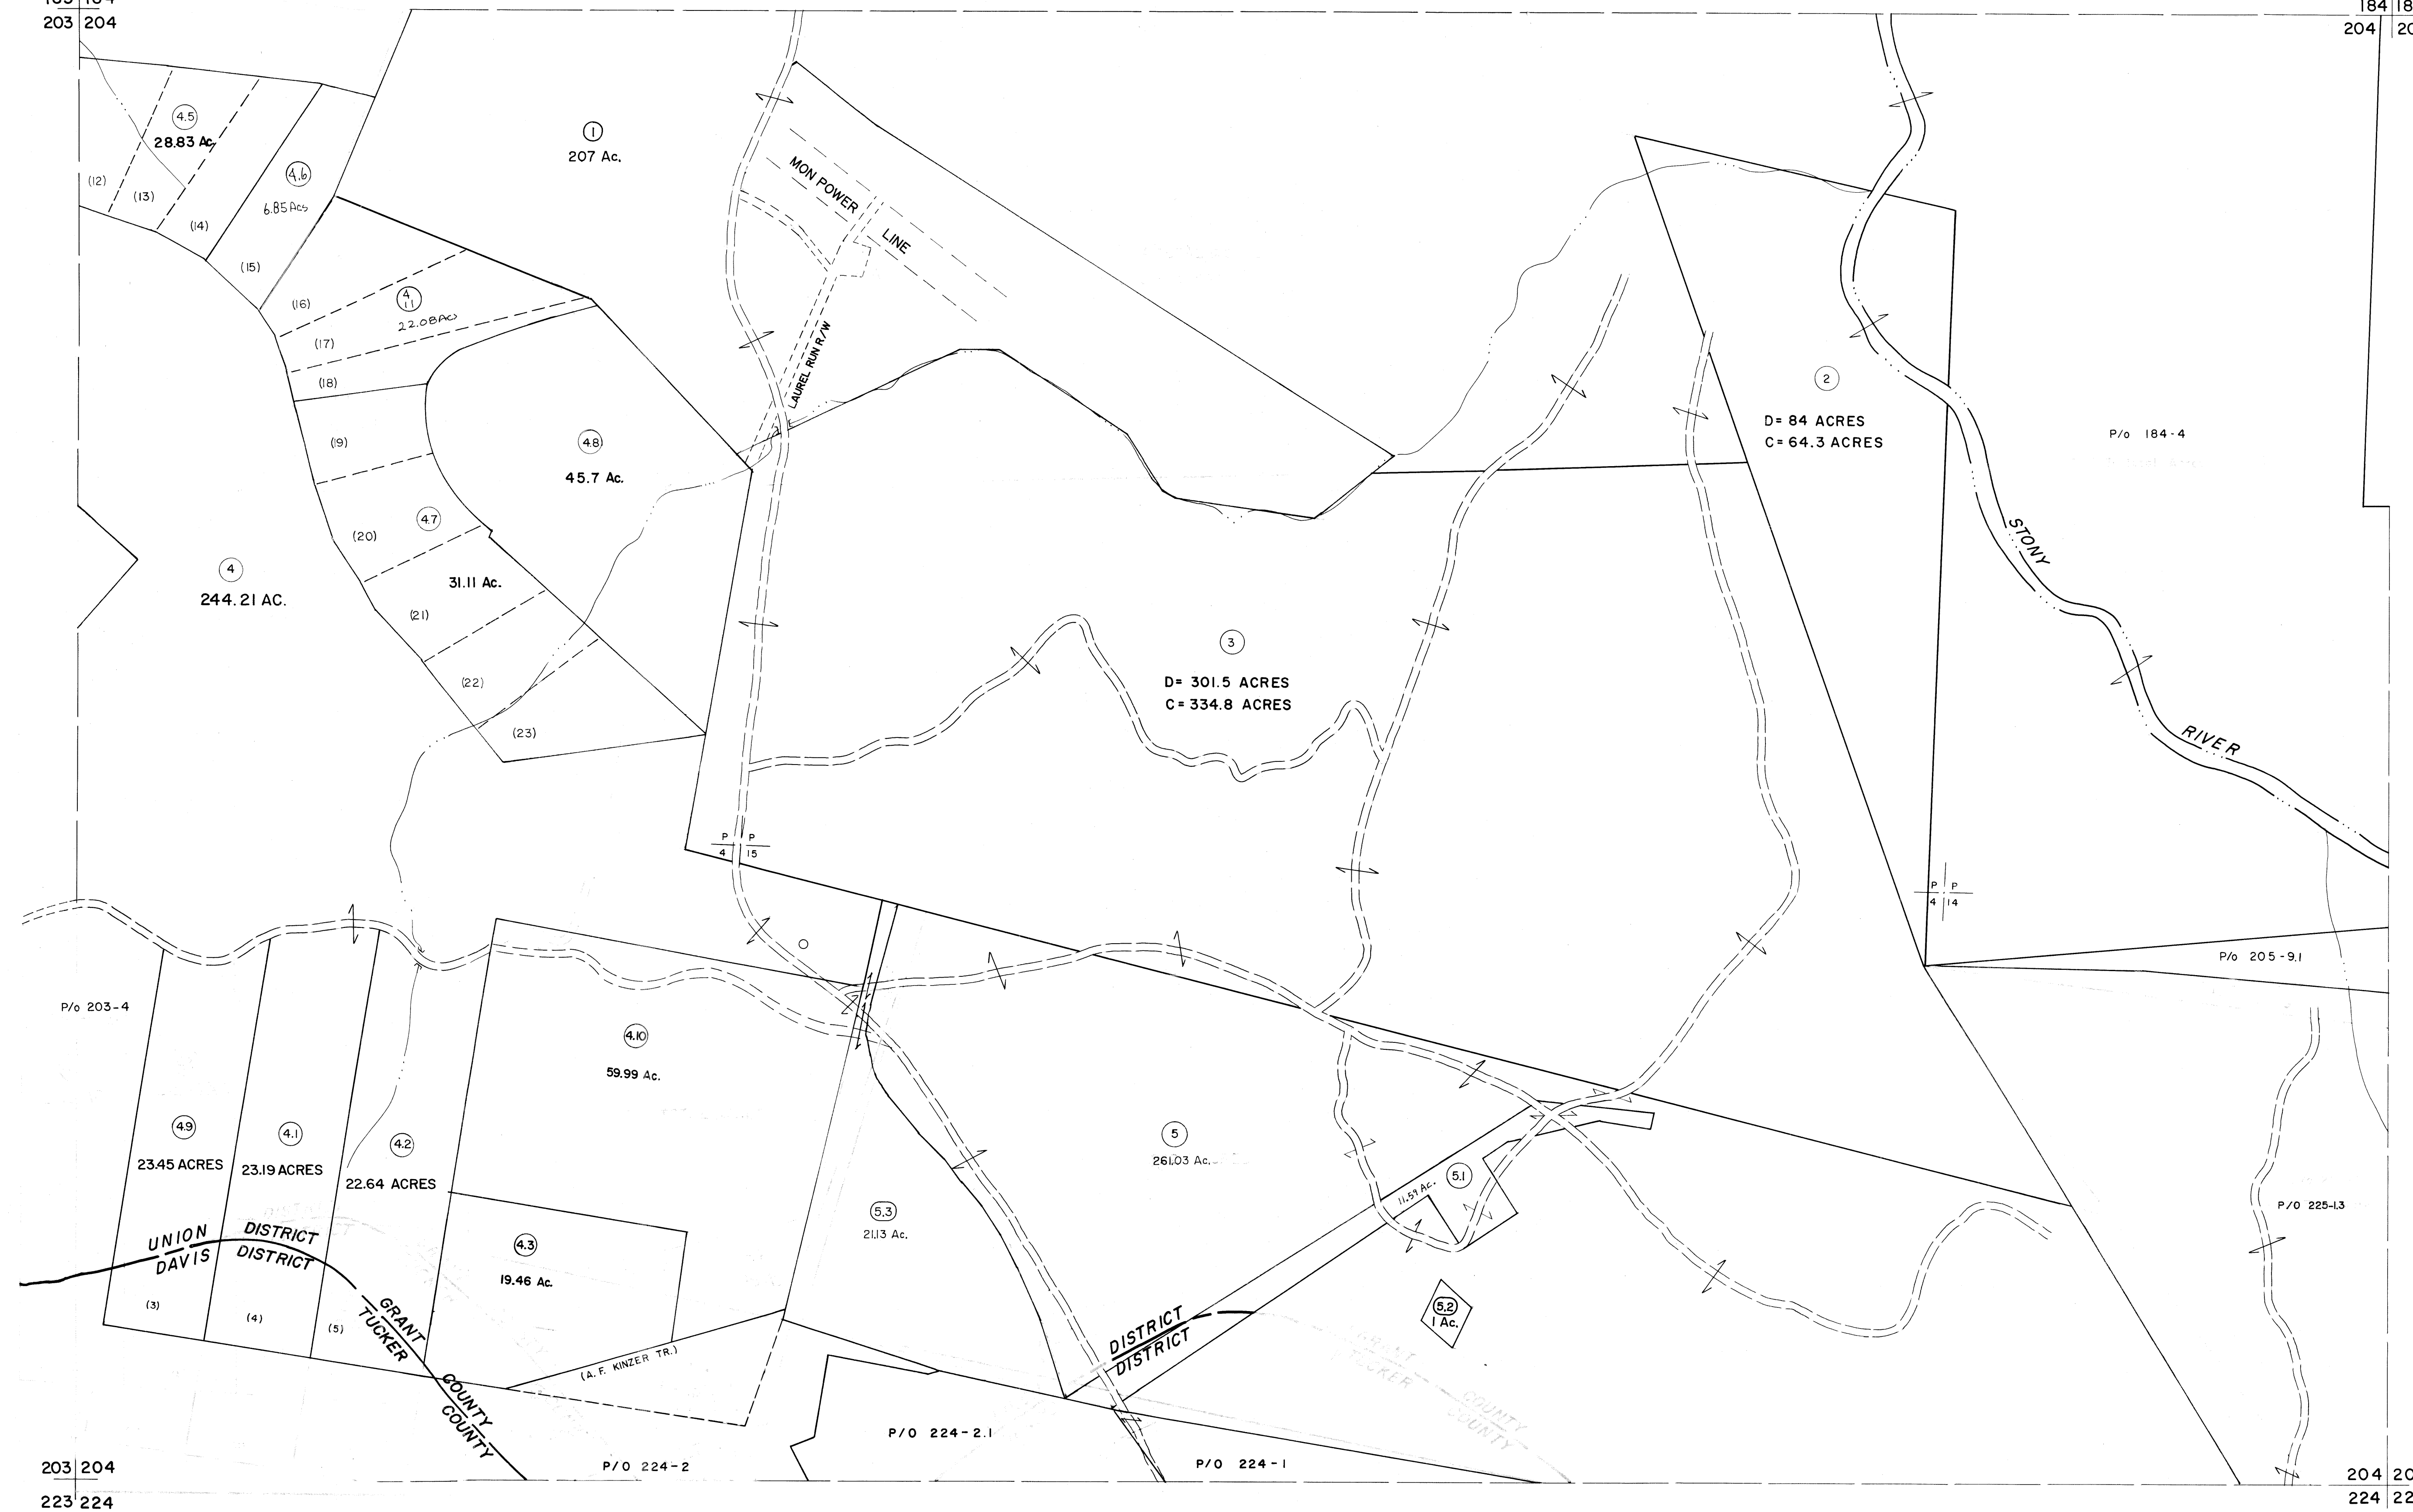 203 204
184
204
4.5
28.83 Ac.
(12)
(13)
(14)
4.6
6.85 Acs
(15)
1
207 Ac.
MON POWER
LINE
LAUREL RUN R/W
(16)
4
11
22.08 Acs
(17)
(18)
(19)
(20)
4.7
31.11 Ac.
(21)
(22)
(23)
4.8
45.7 Ac.
4
244.21 AC.
2
D= 84 ACRES
C= 64.3 ACRES
P/o 184-4
STONY
RIVER
3
D= 301.5 ACRES
C= 334.8 ACRES
P P
4 15
P P
4 14
P/o 205-9.1
P/o 203-4
4.10
59.99 Ac.
4.9
23.45 ACRES
4.1
23.19 ACRES
4.2
22.64 ACRES
5
261.03 Ac.
5.1
11.59 Ac.
5.3
21.13 Ac.
P/O 225-1.3
UNION DISTRICT
DAVIS DISTRICT
4.3
19.46 Ac.
(3)
(4)
(5)
GRANT
TUCKER
COUNTY
COUNTY
(A. F. KINZER TR.)
DISTRICT
DISTRICT
5.2
1 Ac.
TUCKER
COUNTY
COUNTY
P/O 224-2.1
P/O 224-2
P/O 224-1
203 204
223 224
204
224